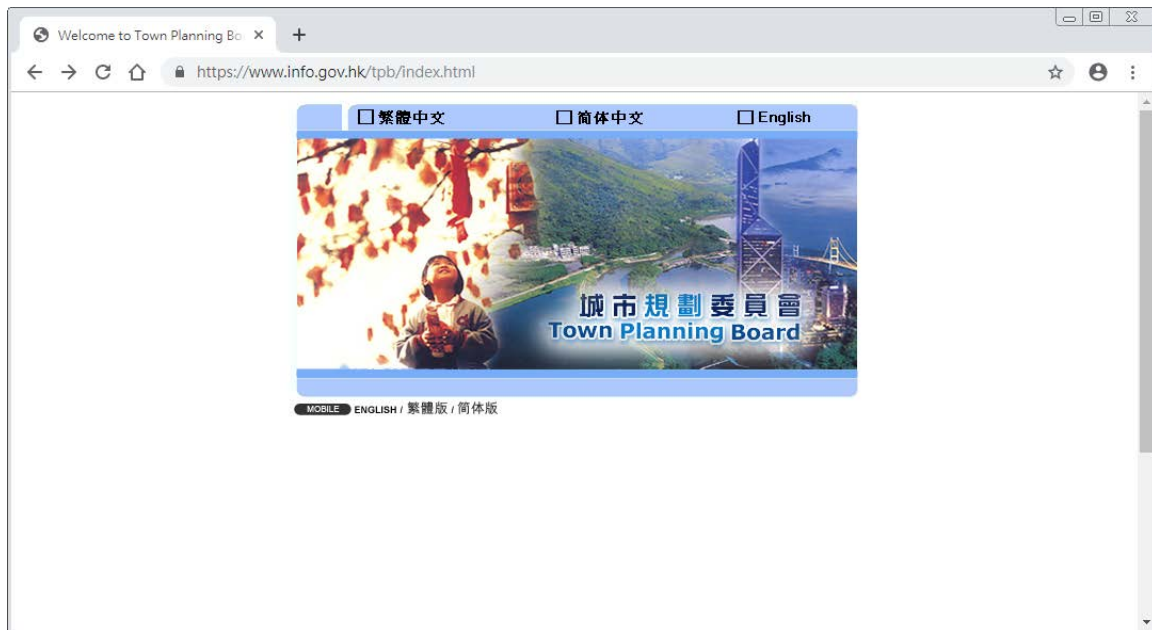 Welcome to Town Planning Bo
https://www.info.gov.hk/tpb/index.html
繁體中文 简体中文 English
城市規劃委員會
Town Planning Board
MOBILE ENGLISH / 繁體版 / 简体版